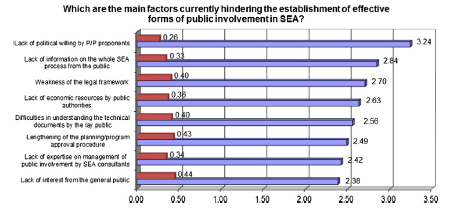 Which are the main factors currently hindering the establishment of effective
forms of public involvement in SEA?
Lack of political willing by P/P proponents
0.26
3.24
Lack of information on the whole SEA
process from the public
0.33
2.84
Weakness of the legal framework
0.40
2.70
Lack of economic resources by public
authorities
0.36
2.63
Difficulties in understanding the technical
documents by the lay public
0.40
2.56
Lengthening of the planning/program
approval procedure
0.43
2.49
Lack of expertise on management of
public involvement by SEA consultants
0.34
2.42
Lack of interest from the general public
0.44
2.38
0.00 0.50 1.00 1.50 2.00 2.50 3.00 3.50